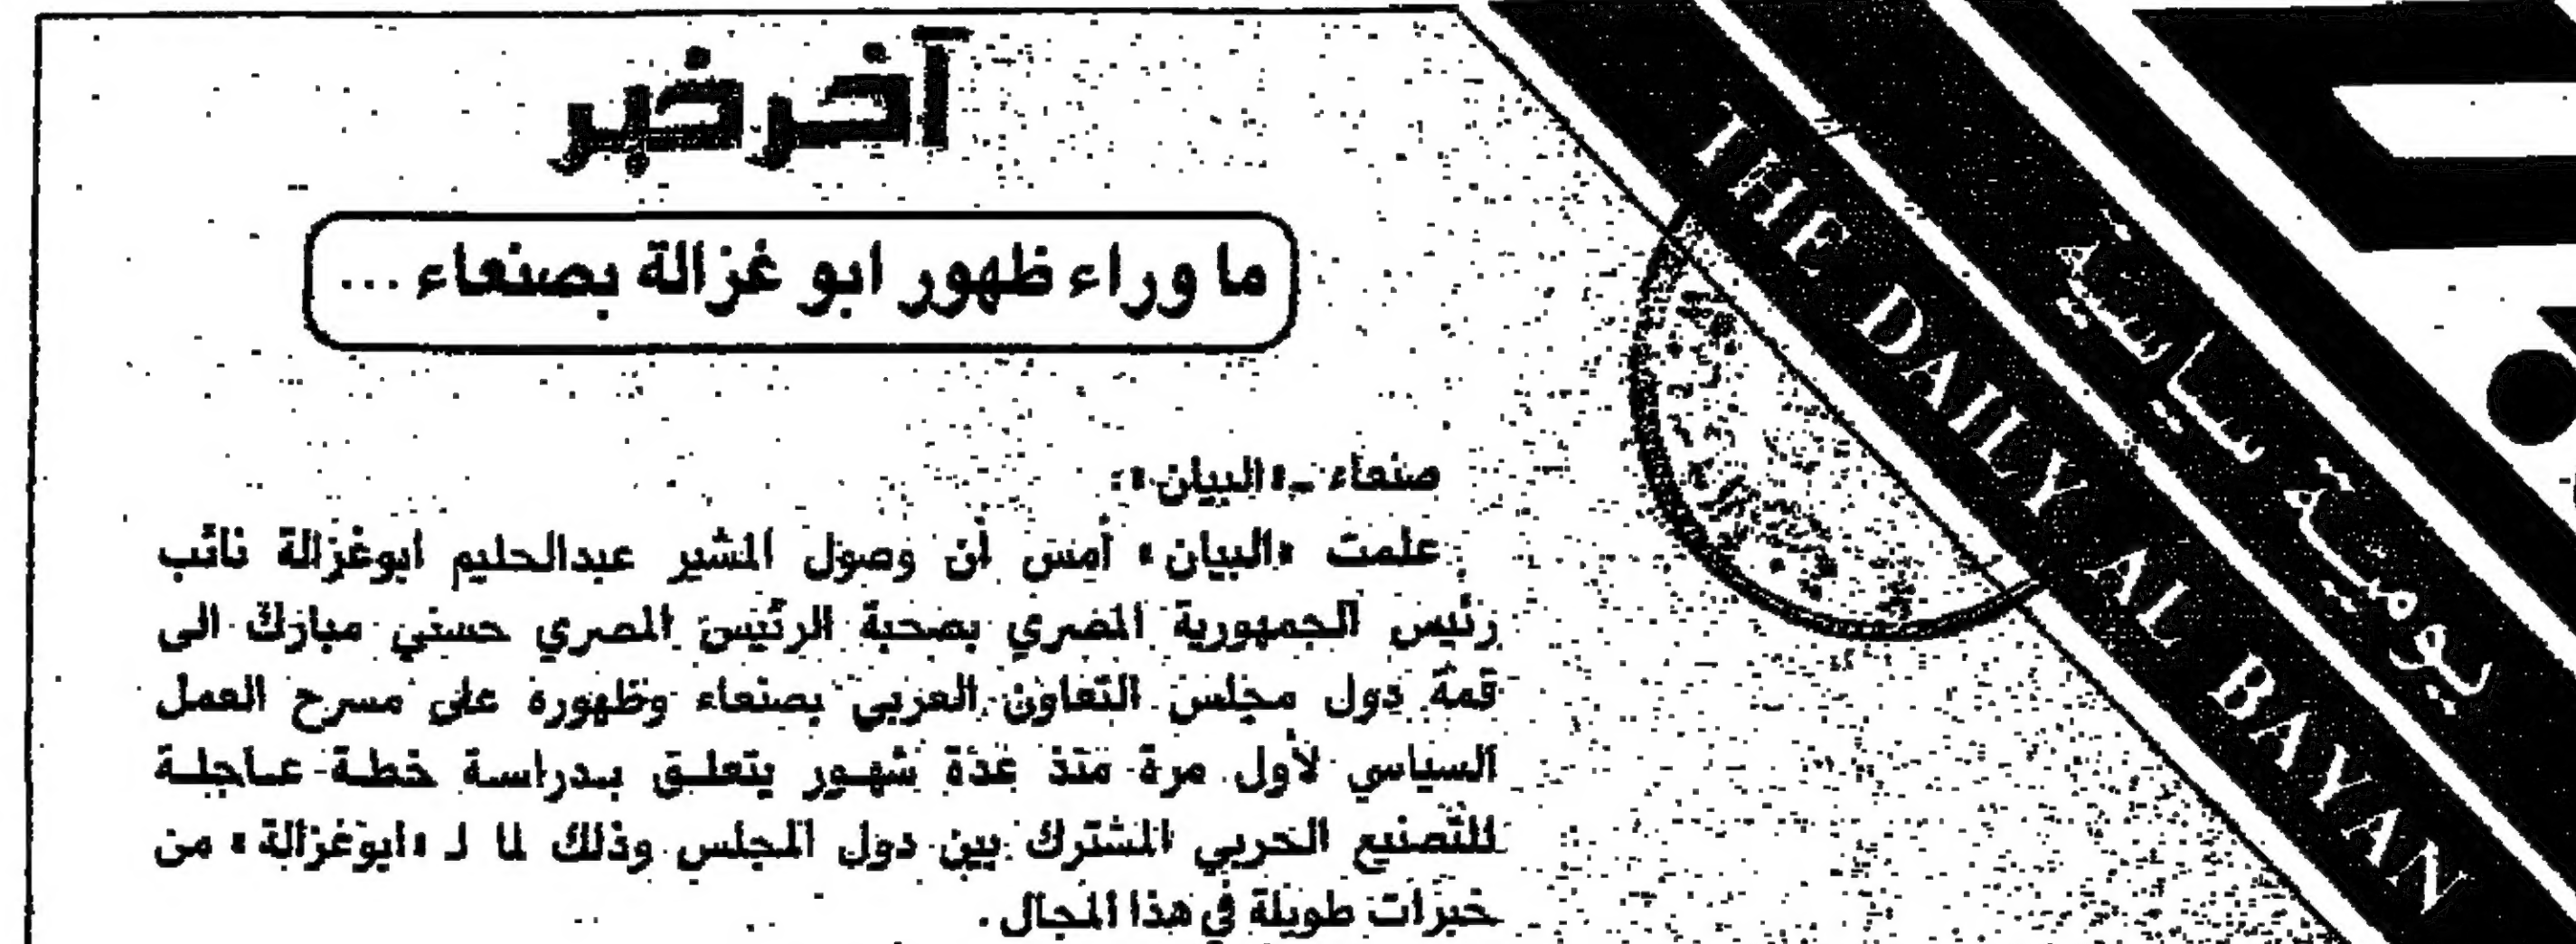 آخر خبر
ما وراء ظهور ابو غزالة بصنعاء ...
صنعاء ـ «البيان»:
علمت «البيان» أمس أن وصول المشير عبدالحليم ابوغزالة نائب
رئيس الجمهورية المصري بصحبة الرئيس المصري حسني مبارك الى
قمة دول مجلس التعاون العربي بصنعاء وظهوره على مسرح العمل
السياسي لأول مرة منذ عدة شهور يتعلق بدراسة خطة عاجلة
للتصنيع الحربي المشترك بين دول المجلس وذلك لما لـ «ابوغزالة» من
خبرات طويلة في هذا المجال .
THE DAILY AL BAYAN
يومية سياسية